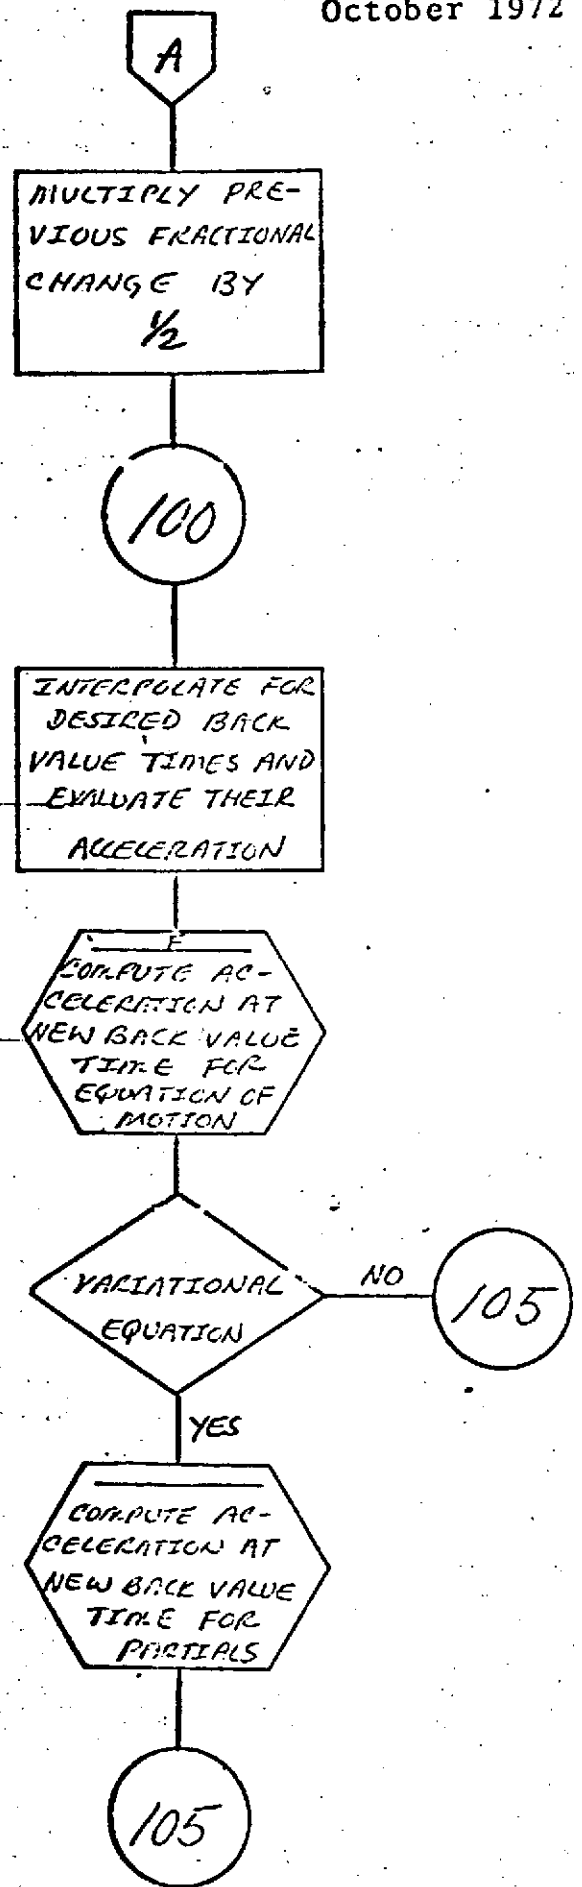 October 1972
A
MULTIPLY PRE-
VIOUS FRACTIONAL
CHANGE BY
1/2
100
INTERPOLATE FOR
DESIRED BACK
VALUE TIMES AND
EVALUATE THEIR
ACCELERATION
F
COMPUTE AC-
CELERATION AT
NEW BACK VALUE
TIME FOR
EQUATION OF
MOTION
VARIATIONAL
EQUATION
NO
105
YES
COMPUTE AC-
CELERATION AT
NEW BACK VALUE
TIME FOR
PARTIALS
105